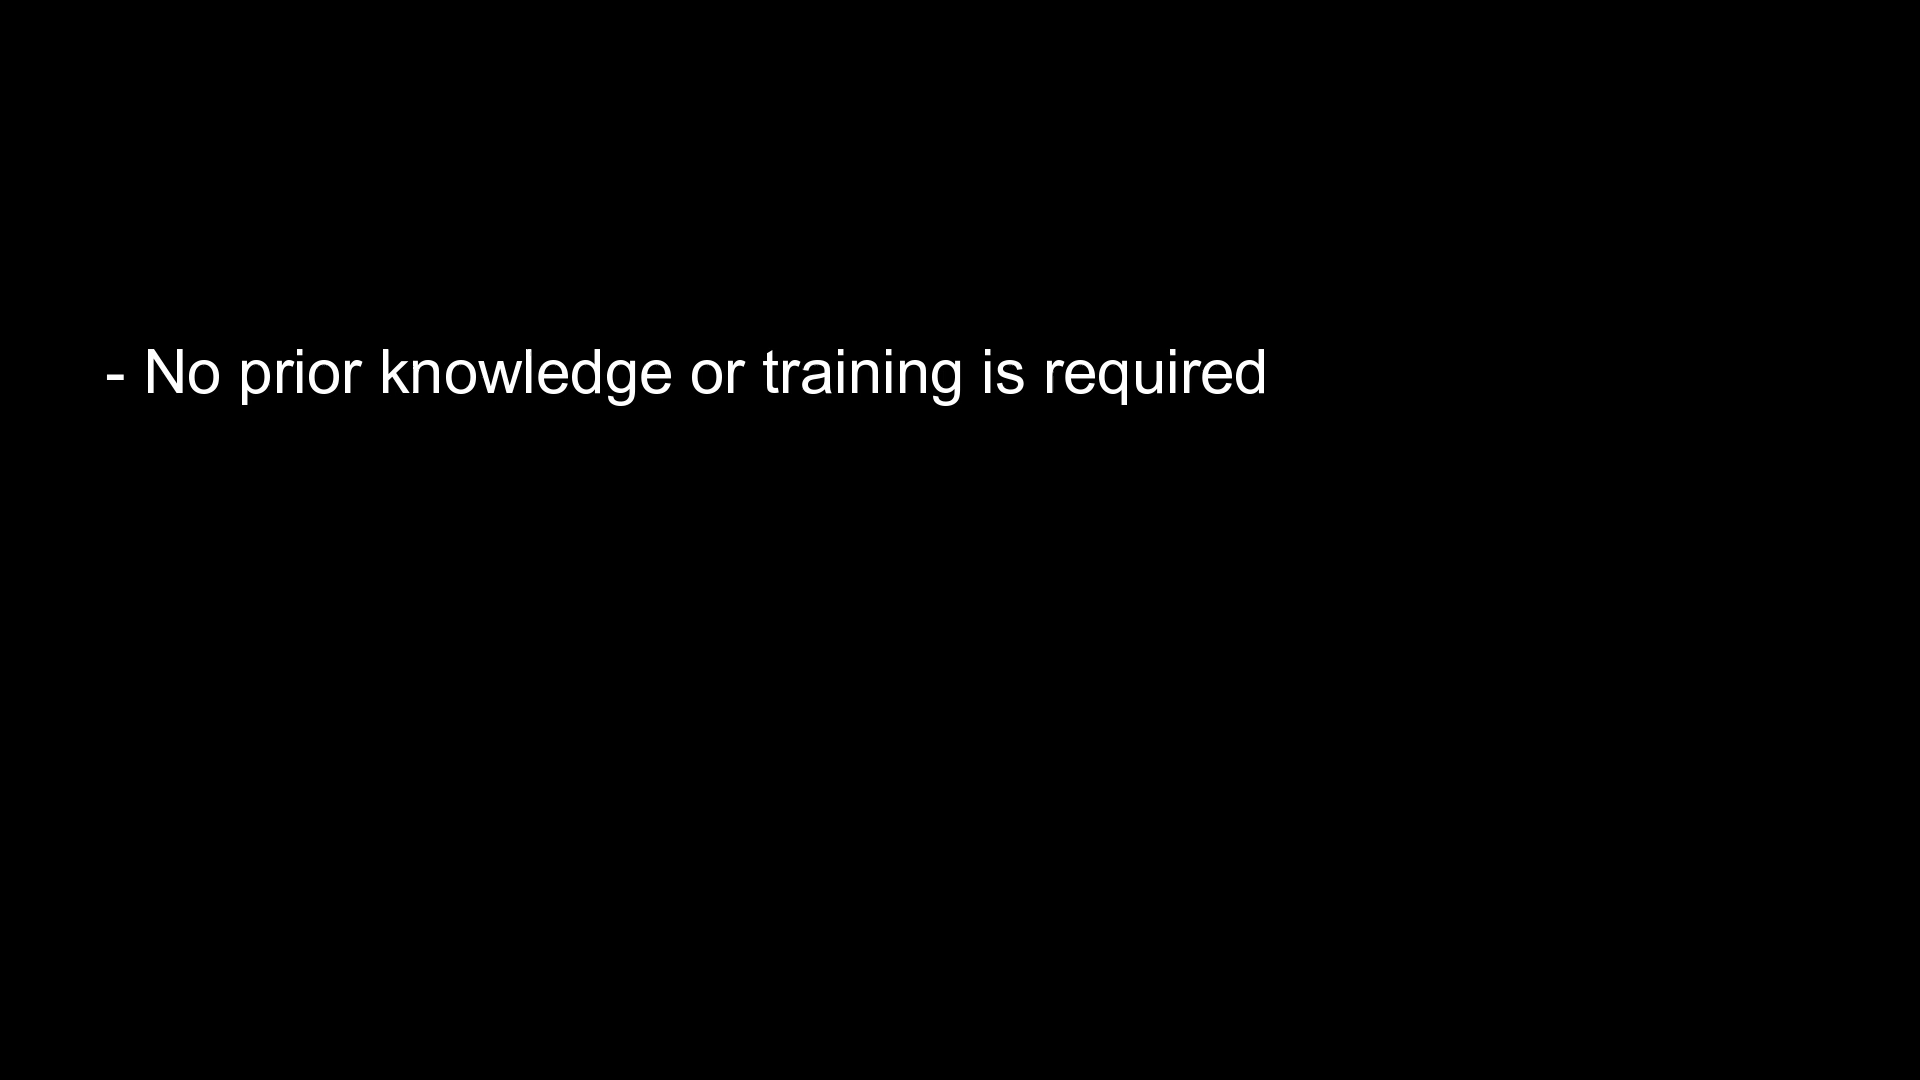 - No prior knowledge or training is required